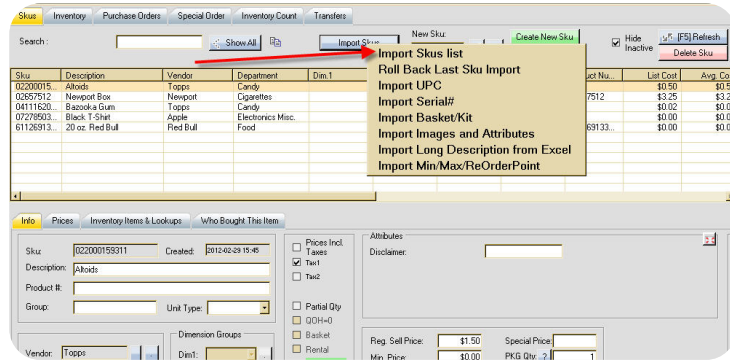 Skus Inventory Purchase Orders Special Order Inventory Count Transfers
Search : Show All Import Skus New Sku: Create New Sku Hide Inactive [F5] Refresh
Delete Sku
Import Skus list
Roll Back Last Sku Import
Import UPC
Import Serial#
Import Basket/Kit
Import Images and Attributes
Import Long Description from Excel
Import Min/Max/ReOrderPoint
Sku Description Vendor Department Dim.1 uct Nu... List Cost Avg. Co
02200015... Altoids Topps Candy $0.50 $0.5
02657512 Newport Box Newport Cigarettes 7512 $3.25 $3.2
04111620... Bazooka Gum Topps Candy $0.02 $0.0
07278503... Black T-Shirt Apple Electronics Misc. $0.00 $0.0
61126913... 20 oz. Red Bull Red Bull Food 69133... $0.00 $0.0
Info Prices Inventory Items & Lookups Who Bought This Item
Sku: 022000159311 Created: 2012-02-29 15:45
Description: Altoids
Product #:
Group: Unit Type:
Vendor: Topps
Dimension Groups
Dim1:
Prices Incl. Taxes
Tax1
Tax2
Partial Qty
QOH=0
Basket
Rental
Attributes
Disclaimer:
Reg. Sell Price: $1.50 Special Price:
Min. Price: $0.00 PKG Qty: ? 1